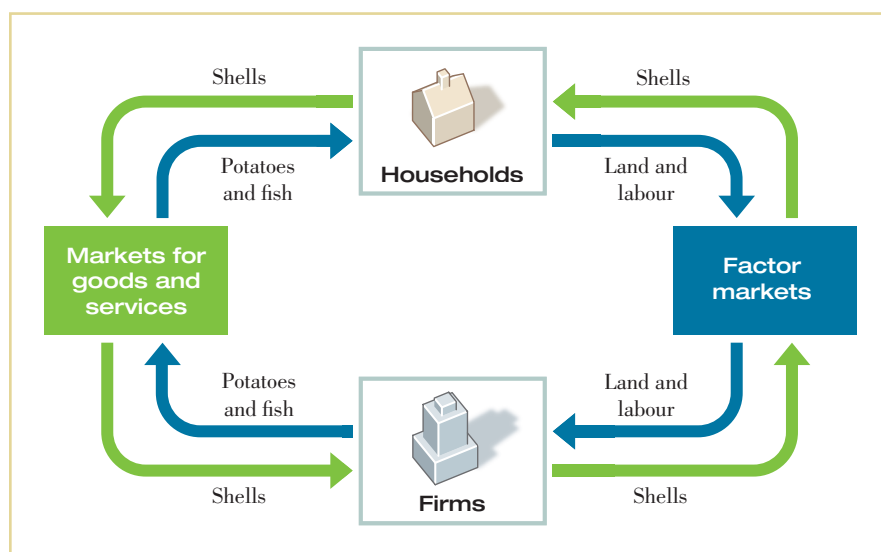 Shells
Shells
Potatoes
and fish
Households
Land and
labour
Markets for
goods and
services
Factor
markets
Potatoes
and fish
Land and
labour
Shells
Firms
Shells